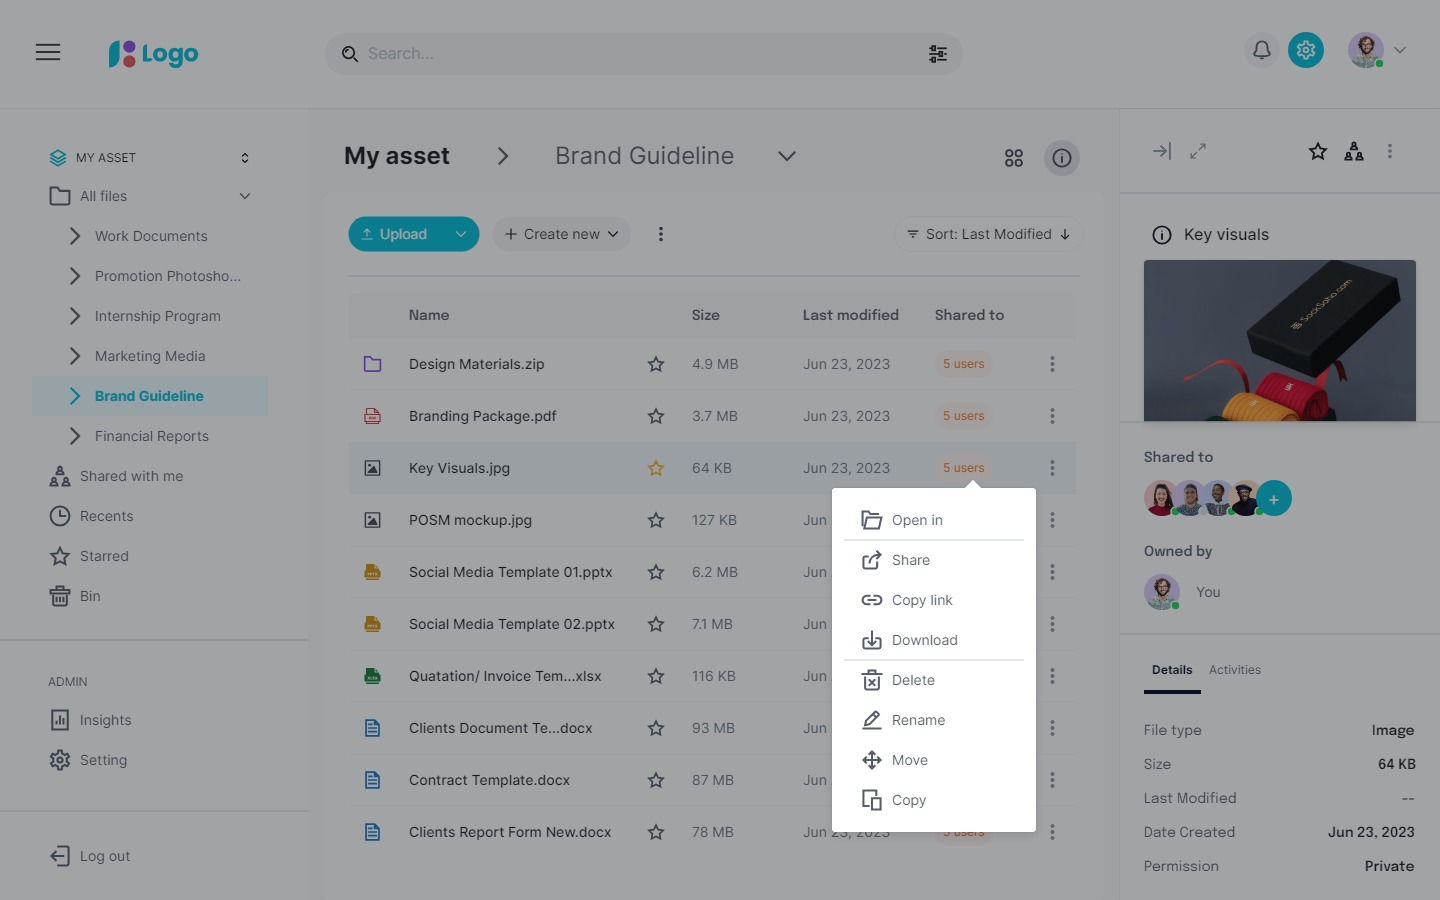 Logo
Search...
MY ASSET
All files
Work Documents
Promotion Photosho...
Internship Program
Marketing Media
Brand Guideline
Financial Reports
Shared with me
Recents
Starred
Bin
ADMIN
Insights
Setting
Log out
My asset > Brand Guideline
Upload
+ Create new
Sort: Last Modified
Name Size Last modified Shared to
Design Materials.zip 4.9 MB Jun 23, 2023 5 users
Branding Package.pdf 3.7 MB Jun 23, 2023 5 users
Key Visuals.jpg 64 KB Jun 23, 2023 5 users
POSM mockup.jpg 127 KB Jun
Social Media Template 01.pptx 6.2 MB Jun
Social Media Template 02.pptx 7.1 MB Jun
Quatation/ Invoice Tem...xlsx 116 KB Jun
Clients Document Te...docx 93 MB Jun
Contract Template.docx 87 MB Jun
Clients Report Form New.docx 78 MB Jun 23, 2023 5 users
Open in
Share
Copy link
Download
Delete
Rename
Move
Copy
Key visuals
SockSoho.com
Shared to
+
Owned by
You
Details Activities
File type Image
Size 64 KB
Last Modified --
Date Created Jun 23, 2023
Permission Private